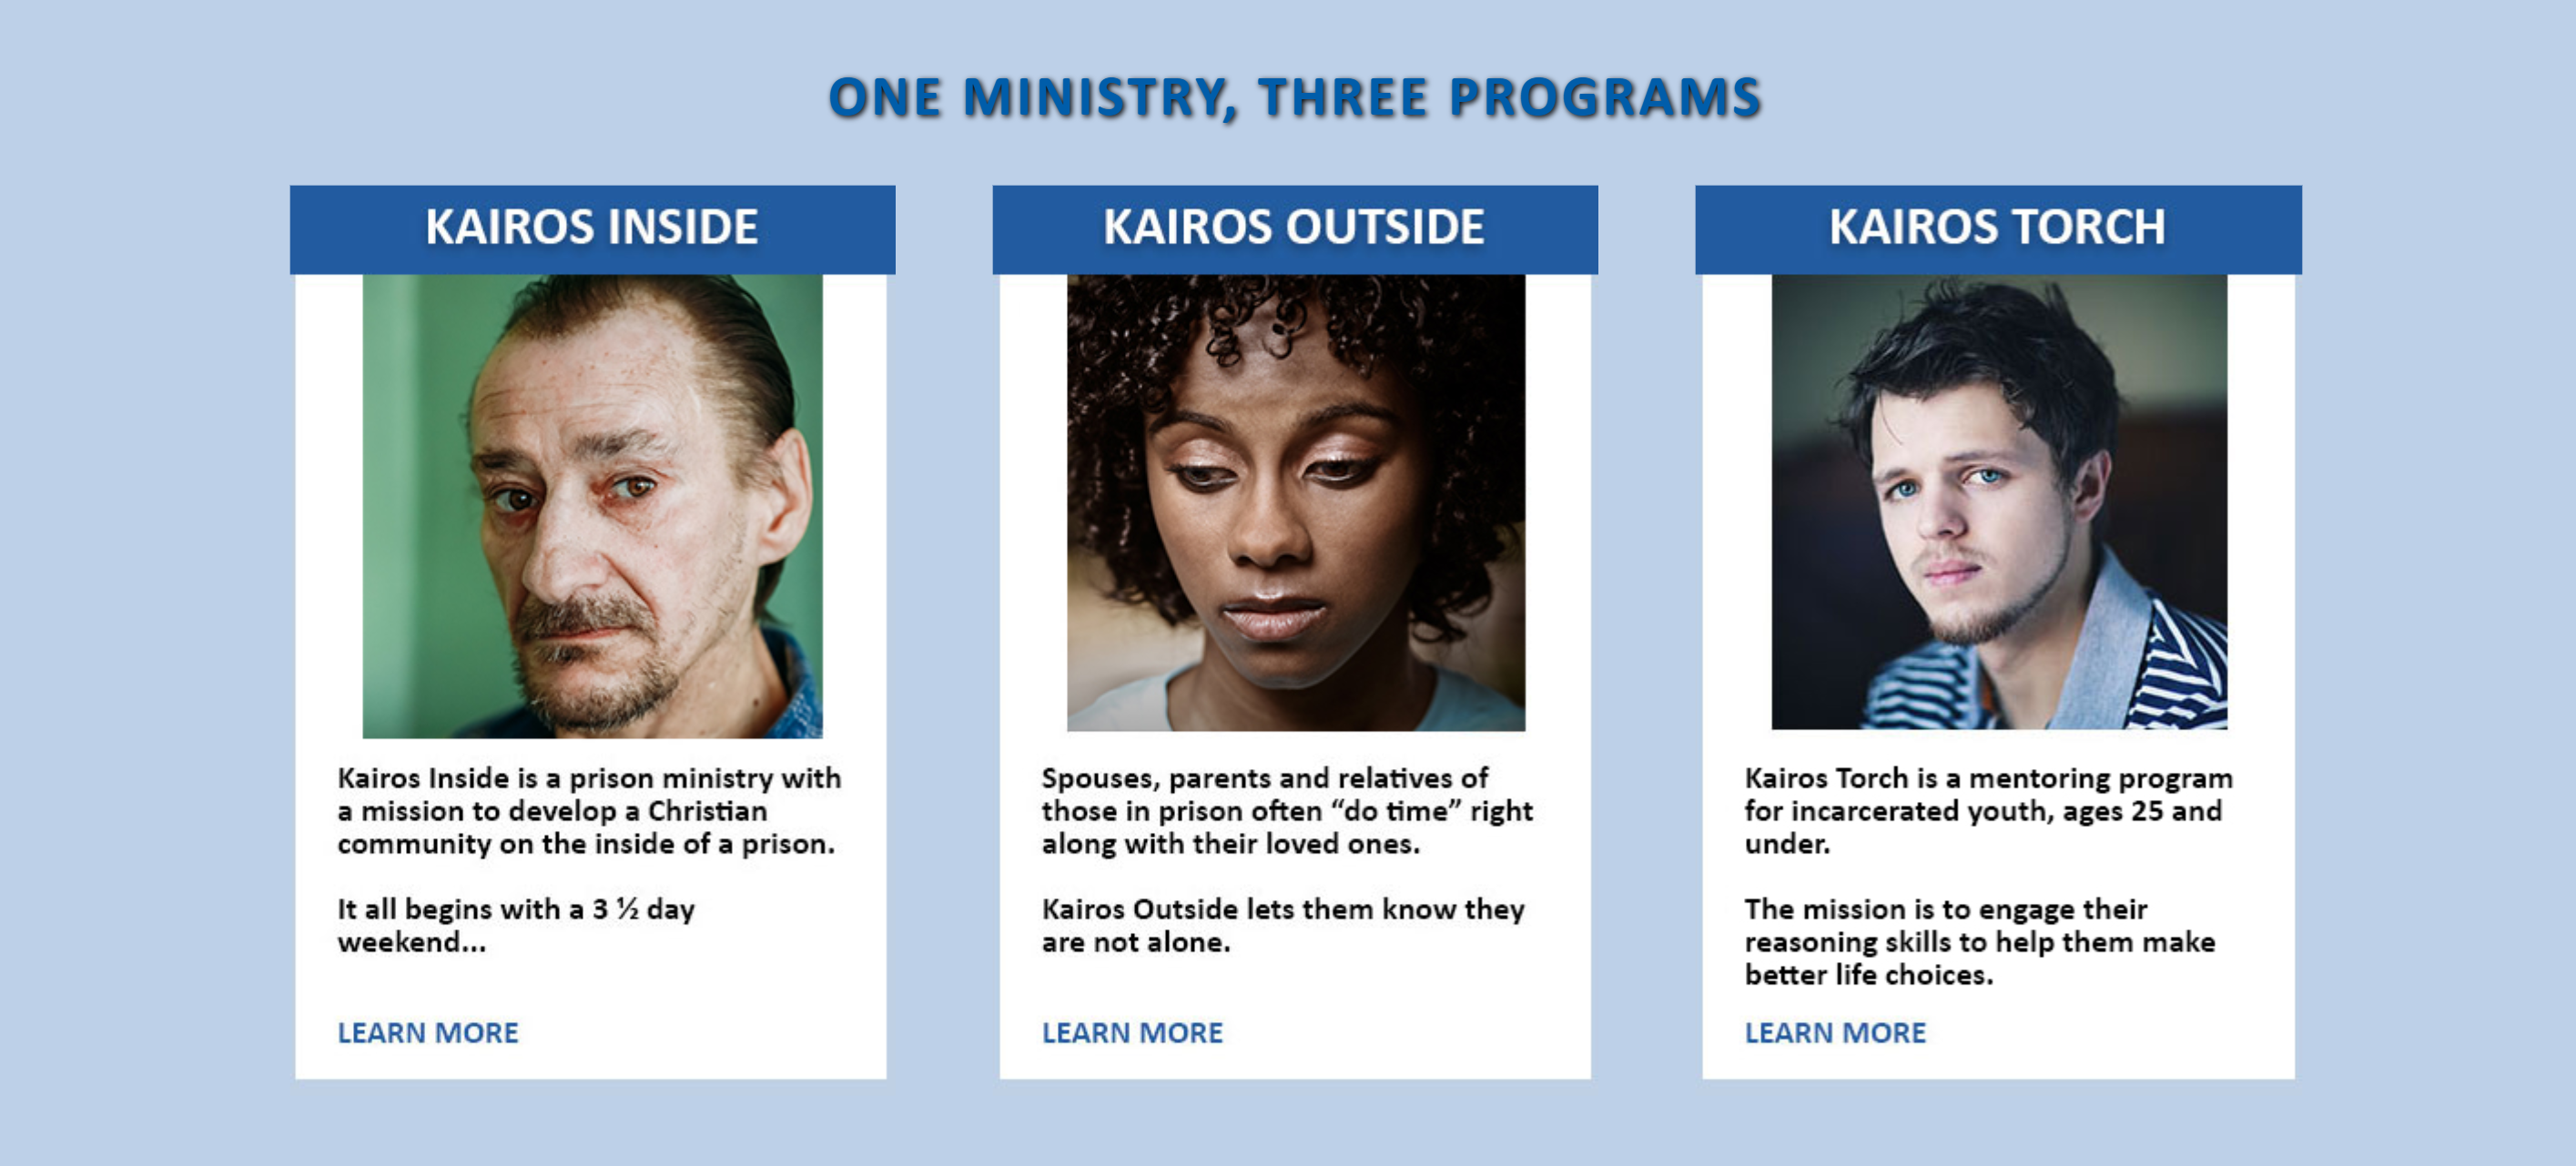 ONE MINISTRY, THREE PROGRAMS
KAIROS INSIDE
Kairos Inside is a prison ministry with
a mission to develop a Christian
community on the inside of a prison.
It all begins with a 3 ½ day
weekend...
LEARN MORE
KAIROS OUTSIDE
Spouses, parents and relatives of
those in prison often “do time” right
along with their loved ones.
Kairos Outside lets them know they
are not alone.
LEARN MORE
KAIROS TORCH
Kairos Torch is a mentoring program
for incarcerated youth, ages 25 and
under.
The mission is to engage their
reasoning skills to help them make
better life choices.
LEARN MORE